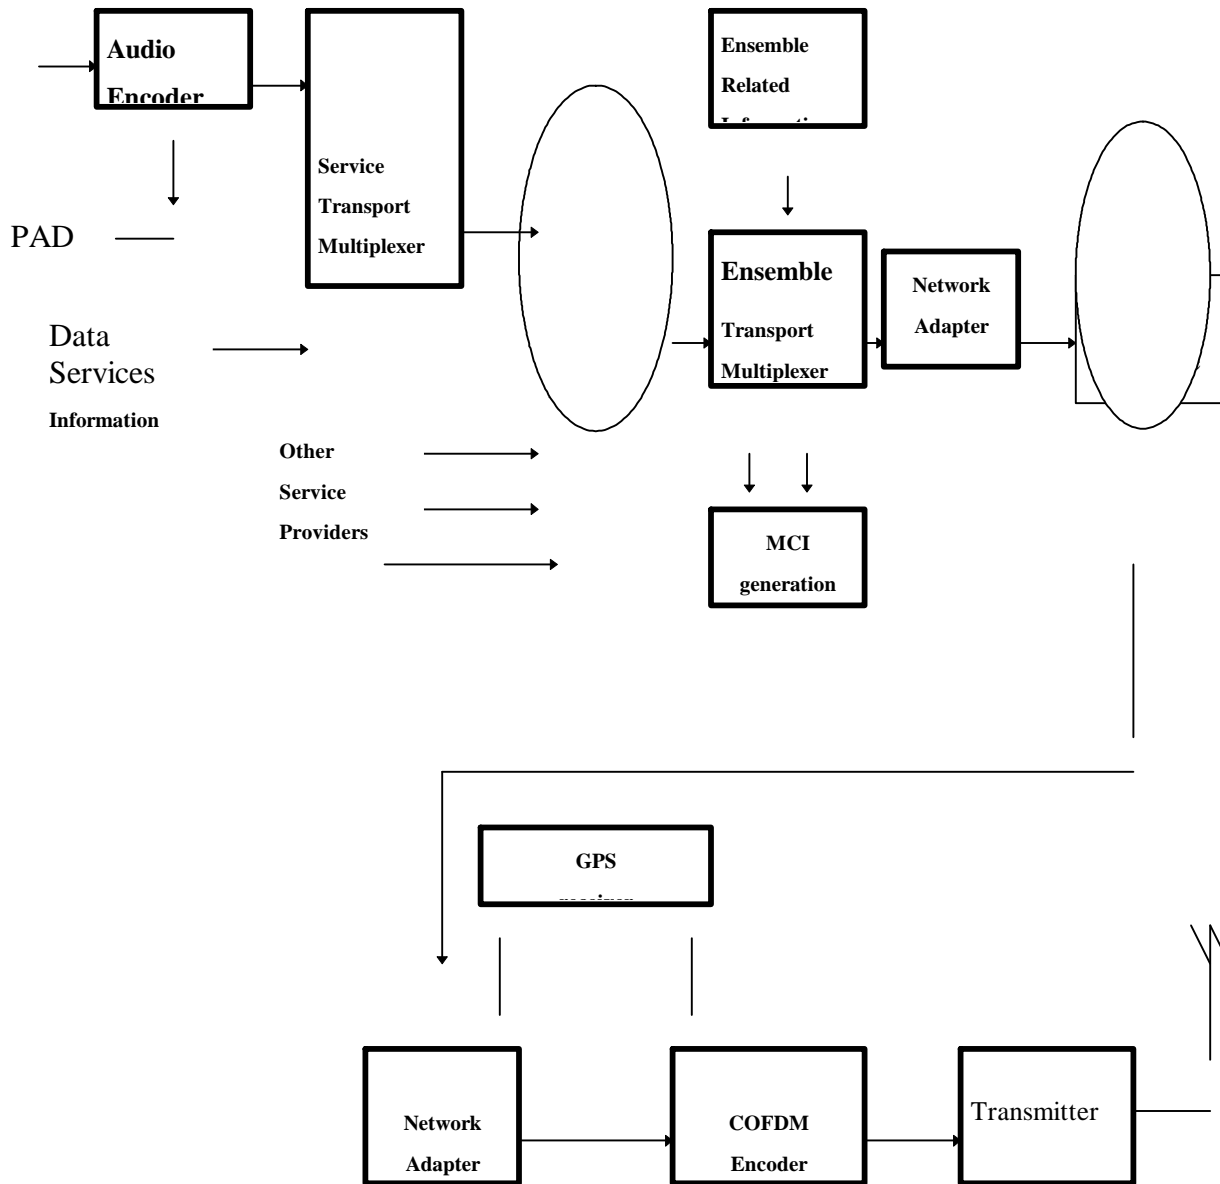 Audio
Encoder
Ensemble
Related
Service
Transport
Multiplexer
PAD
Ensemble
Transport
Multiplexer
Network
Adapter
Data
Services
Information
Other
Service
Providers
MCI
generation
GPS
Network
Adapter
COFDM
Encoder
Transmitter